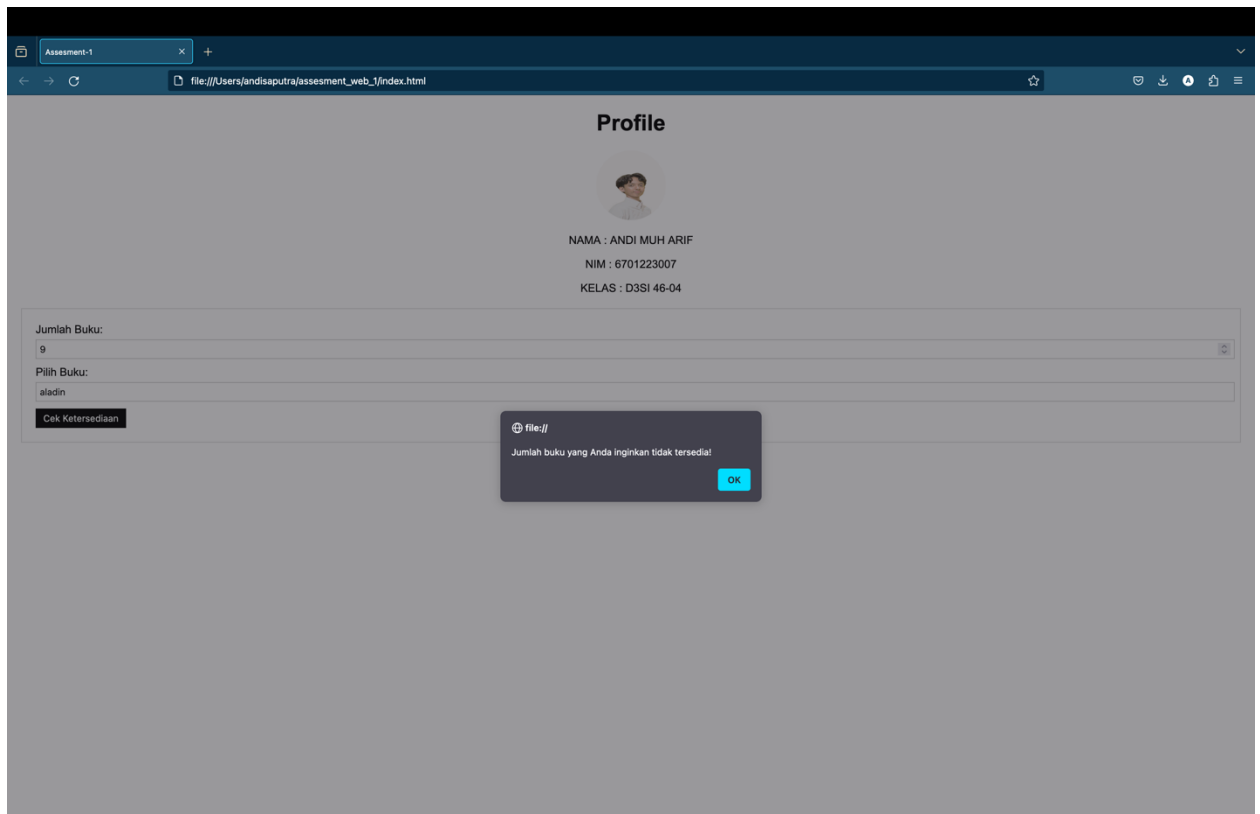 Assesment-1
file:///Users/andisaputra/assesment_web_1/index.html
A
Profile
NAMA : ANDI MUH ARIF
NIM : 6701223007
KELAS : D3SI 46-04
Jumlah Buku:
9
Pilih Buku:
aladin
Cek Ketersediaan
file://
Jumlah buku yang Anda inginkan tidak tersedia!
OK